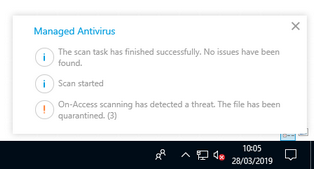 Managed Antivirus
The scan task has finished successfully. No issues have been
found.
Scan started
On-Access scanning has detected a threat. The file has been
quarantined. (3)
10:05
28/03/2019